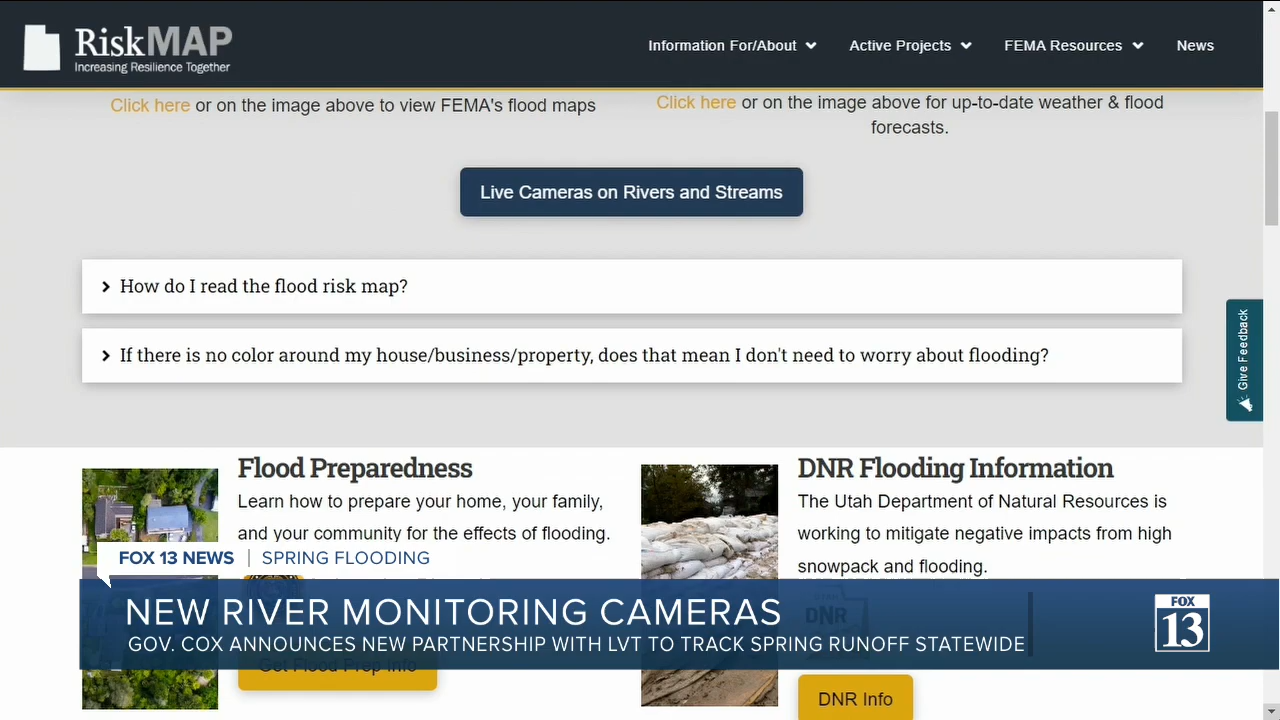 RiskMAP
Increasing Resilience Together
Information For/About
Active Projects
FEMA Resources
News
Click here or on the image above to view FEMA's flood maps
Click here or on the image above for up-to-date weather & flood
forecasts.
Live Cameras on Rivers and Streams
How do I read the flood risk map?
If there is no color around my house/business/property, does that mean I don't need to worry about flooding?
Give Feedback
Flood Preparedness
Learn how to prepare your home, your family,
and your community for the effects of flooding.
DNR Flooding Information
The Utah Department of Natural Resources is
working to mitigate negative impacts from high
snowpack and flooding.
FOX 13 NEWS | SPRING FLOODING
NEW RIVER MONITORING CAMERAS
GOV. COX ANNOUNCES NEW PARTNERSHIP WITH LVT TO TRACK SPRING RUNOFF STATEWIDE
DNR
FOX
13
Get Flood Prep Info
DNR Info